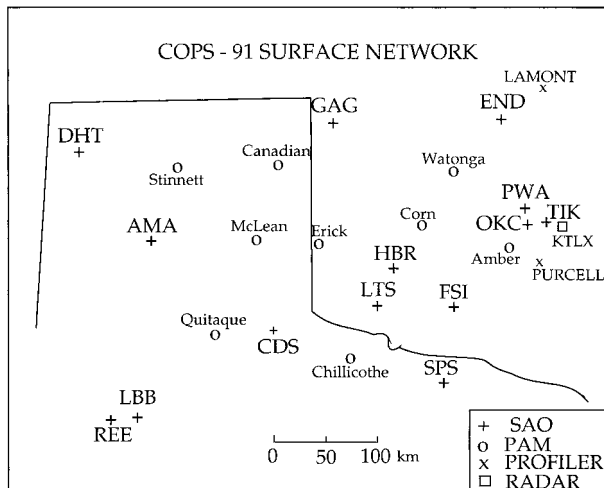 COPS - 91 SURFACE NETWORK
LAMONT
GAG
END
DHT
Canadian
Stinnett
Watonga
PWA
AMA
McLean
Erick
Corn
OKC
TIK
KTLX
HBR
Amber
PURCELL
LTS
FSI
Quitaque
CDS
Chillicothe
SPS
LBB
REE
0 50 100 km
+ SAO
o PAM
x PROFILER
□ RADAR